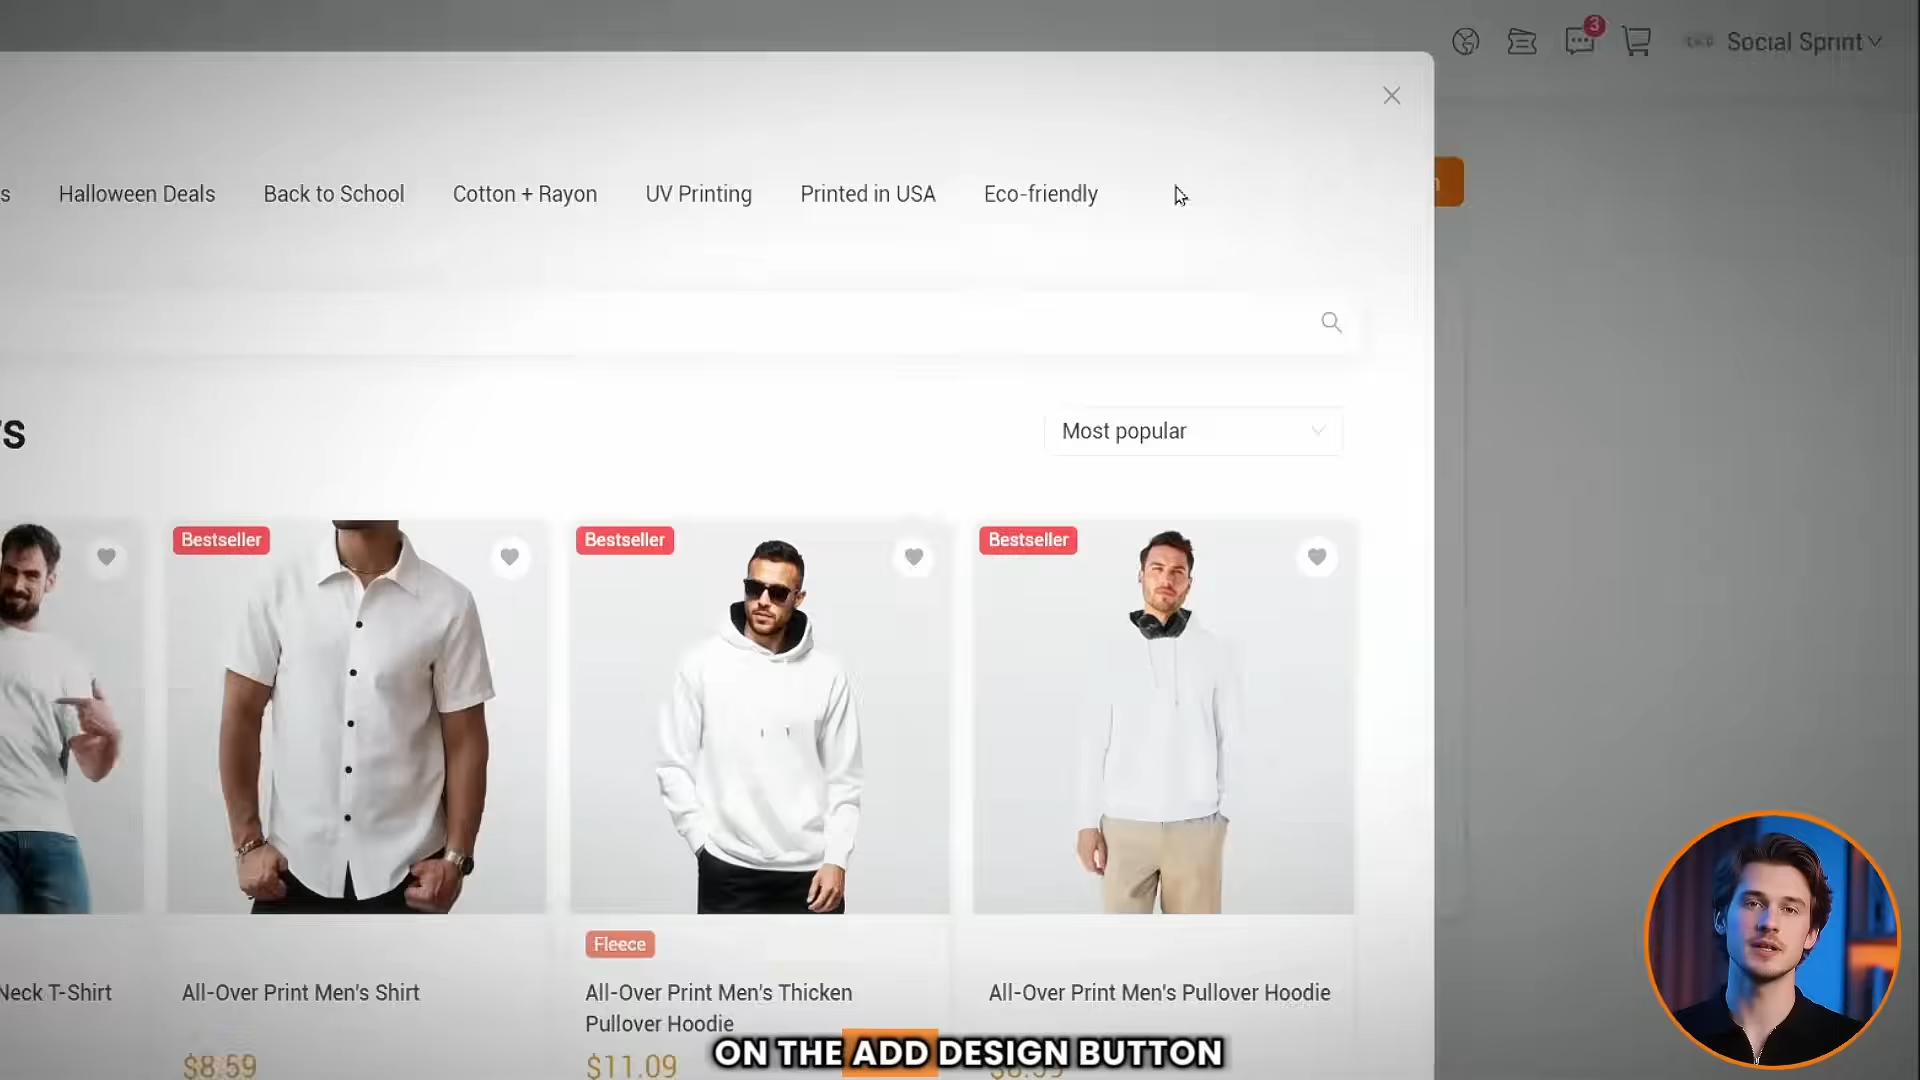 3
Social Sprint
s
Halloween Deals
Back to School
Cotton + Rayon
UV Printing
Printed in USA
Eco-friendly
n
rs
Most popular
Bestseller
Bestseller
Bestseller
Fleece
Neck T-Shirt
All-Over Print Men's Shirt
All-Over Print Men's Thicken
Pullover Hoodie
All-Over Print Men's Pullover Hoodie
$8.59
$11.09
ON THE ADD DESIGN BUTTON